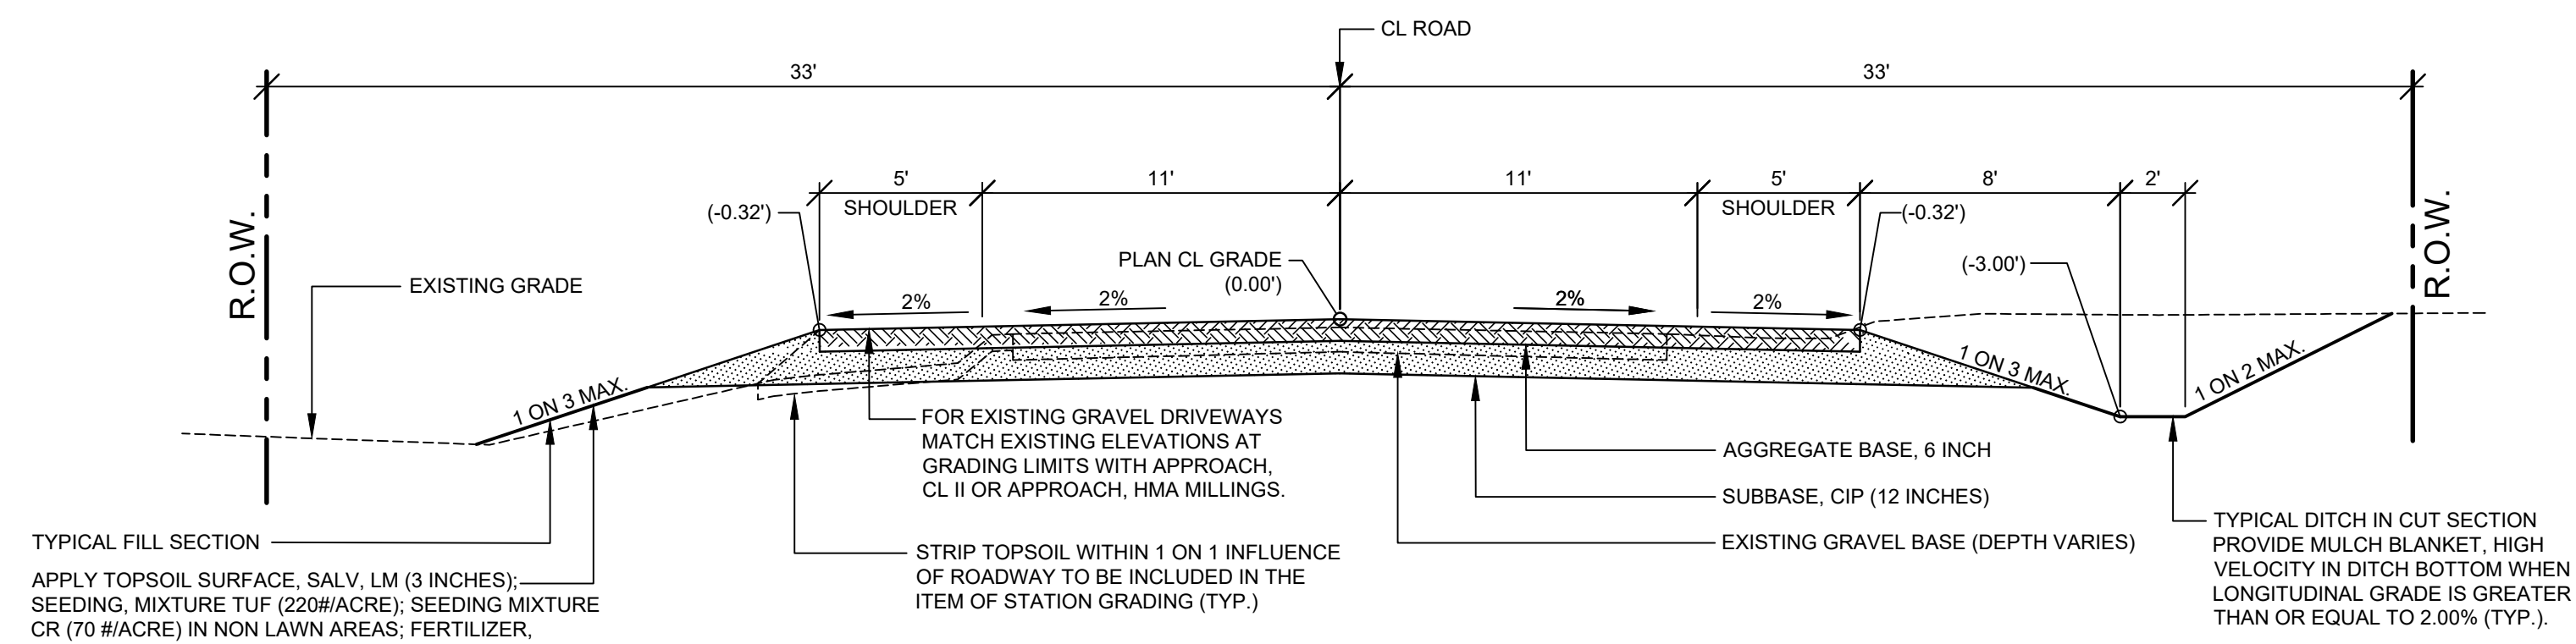 CL ROAD
33'
33'
5'
11'
11'
5'
8'
2'
SHOULDER
SHOULDER
(-0.32')
(-0.32')
R.O.W.
R.O.W.
PLAN CL GRADE
(0.00')
(-3.00')
EXISTING GRADE
2%
2%
2%
2%
1 ON 3 MAX.
1 ON 3 MAX.
1 ON 2 MAX.
FOR EXISTING GRAVEL DRIVEWAYS
MATCH EXISTING ELEVATIONS AT
GRADING LIMITS WITH APPROACH,
CL II OR APPROACH, HMA MILLINGS.
AGGREGATE BASE, 6 INCH
SUBBASE, CIP (12 INCHES)
EXISTING GRAVEL BASE (DEPTH VARIES)
STRIP TOPSOIL WITHIN 1 ON 1 INFLUENCE
OF ROADWAY TO BE INCLUDED IN THE
ITEM OF STATION GRADING (TYP.)
TYPICAL FILL SECTION
APPLY TOPSOIL SURFACE, SALV, LM (3 INCHES);
SEEDING, MIXTURE TUF (220#/ACRE); SEEDING MIXTURE
CR (70 #/ACRE) IN NON LAWN AREAS; FERTILIZER,
TYPICAL DITCH IN CUT SECTION
PROVIDE MULCH BLANKET, HIGH
VELOCITY IN DITCH BOTTOM WHEN
LONGITUDINAL GRADE IS GREATER
THAN OR EQUAL TO 2.00% (TYP.).